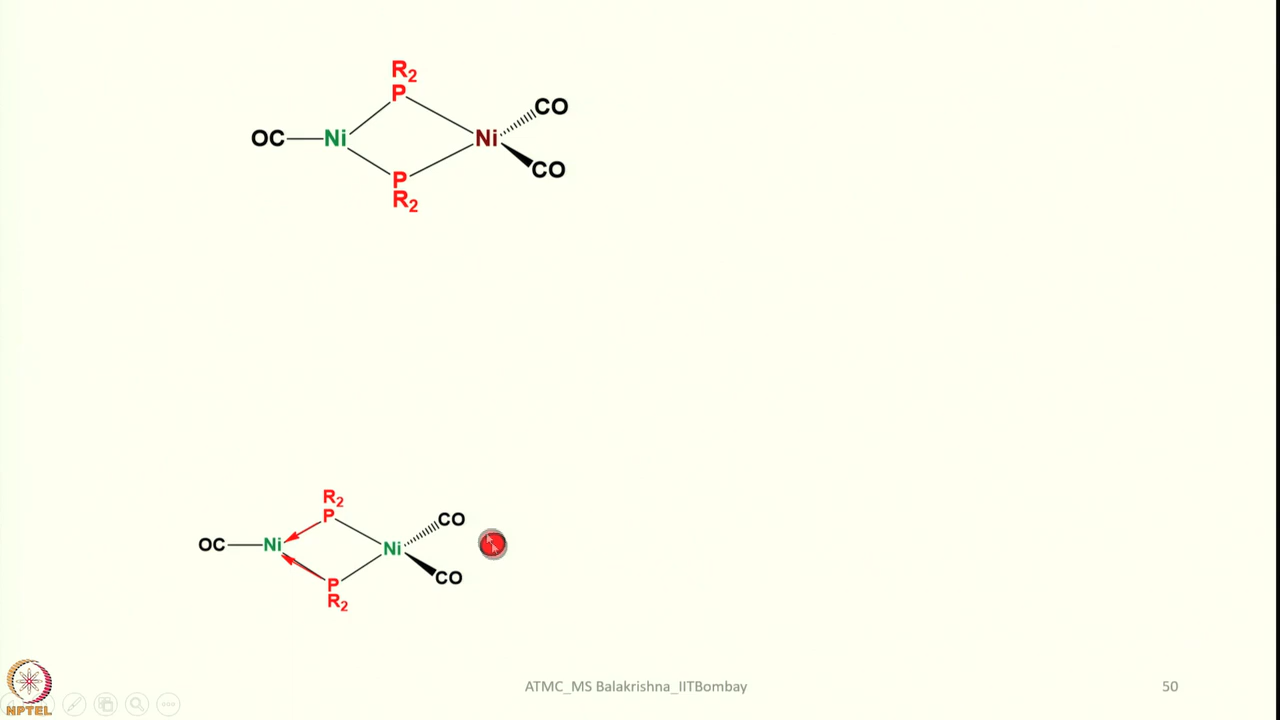 R2
P
CO
OC Ni Ni
CO
P
R2
R2
P
CO
OC Ni Ni
CO
P
R2
NPTEL
ATMC_MS Balakrishna_IITBombay
50